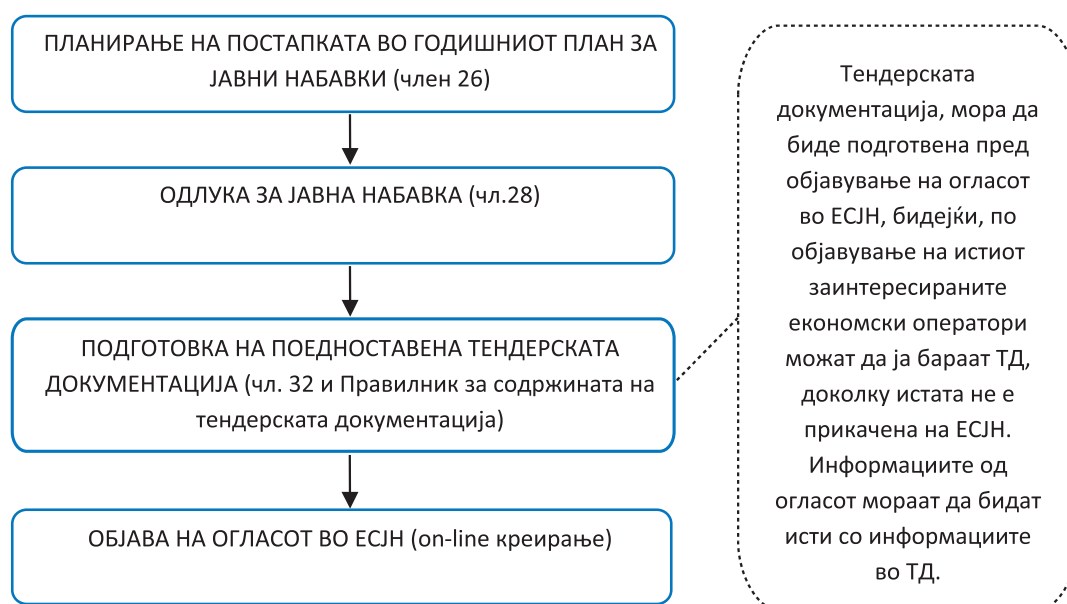 ПЛАНИРАЊЕ НА ПОСТАПКАТА ВО ГОДИШНИОТ ПЛАН ЗА
ЈАВНИ НАБАВКИ (член 26)
ОДЛУКА ЗА ЈАВНА НАБАВКА (чл.28)
ПОДГОТОВКА НА ПОЕДНОСТАВЕНА ТЕНДЕРСКАТА
ДОКУМЕНТАЦИЈА (чл. 32 и Правилник за содржината на
тендерската документација)
ОБЈАВА НА ОГЛАСОТ ВО ЕСЈН (on-line креирање)
Тендерската
документација, мора да
биде подготвена пред
објавување на огласот
во ЕСЈН, бидејќи, по
објавување на истиот
заинтересираните
економски оператори
можат да ја бараат ТД,
доколку истата не е
прикачена на ЕСЈН.
Информациите од
огласот мораат да бидат
исти со информациите
во ТД.